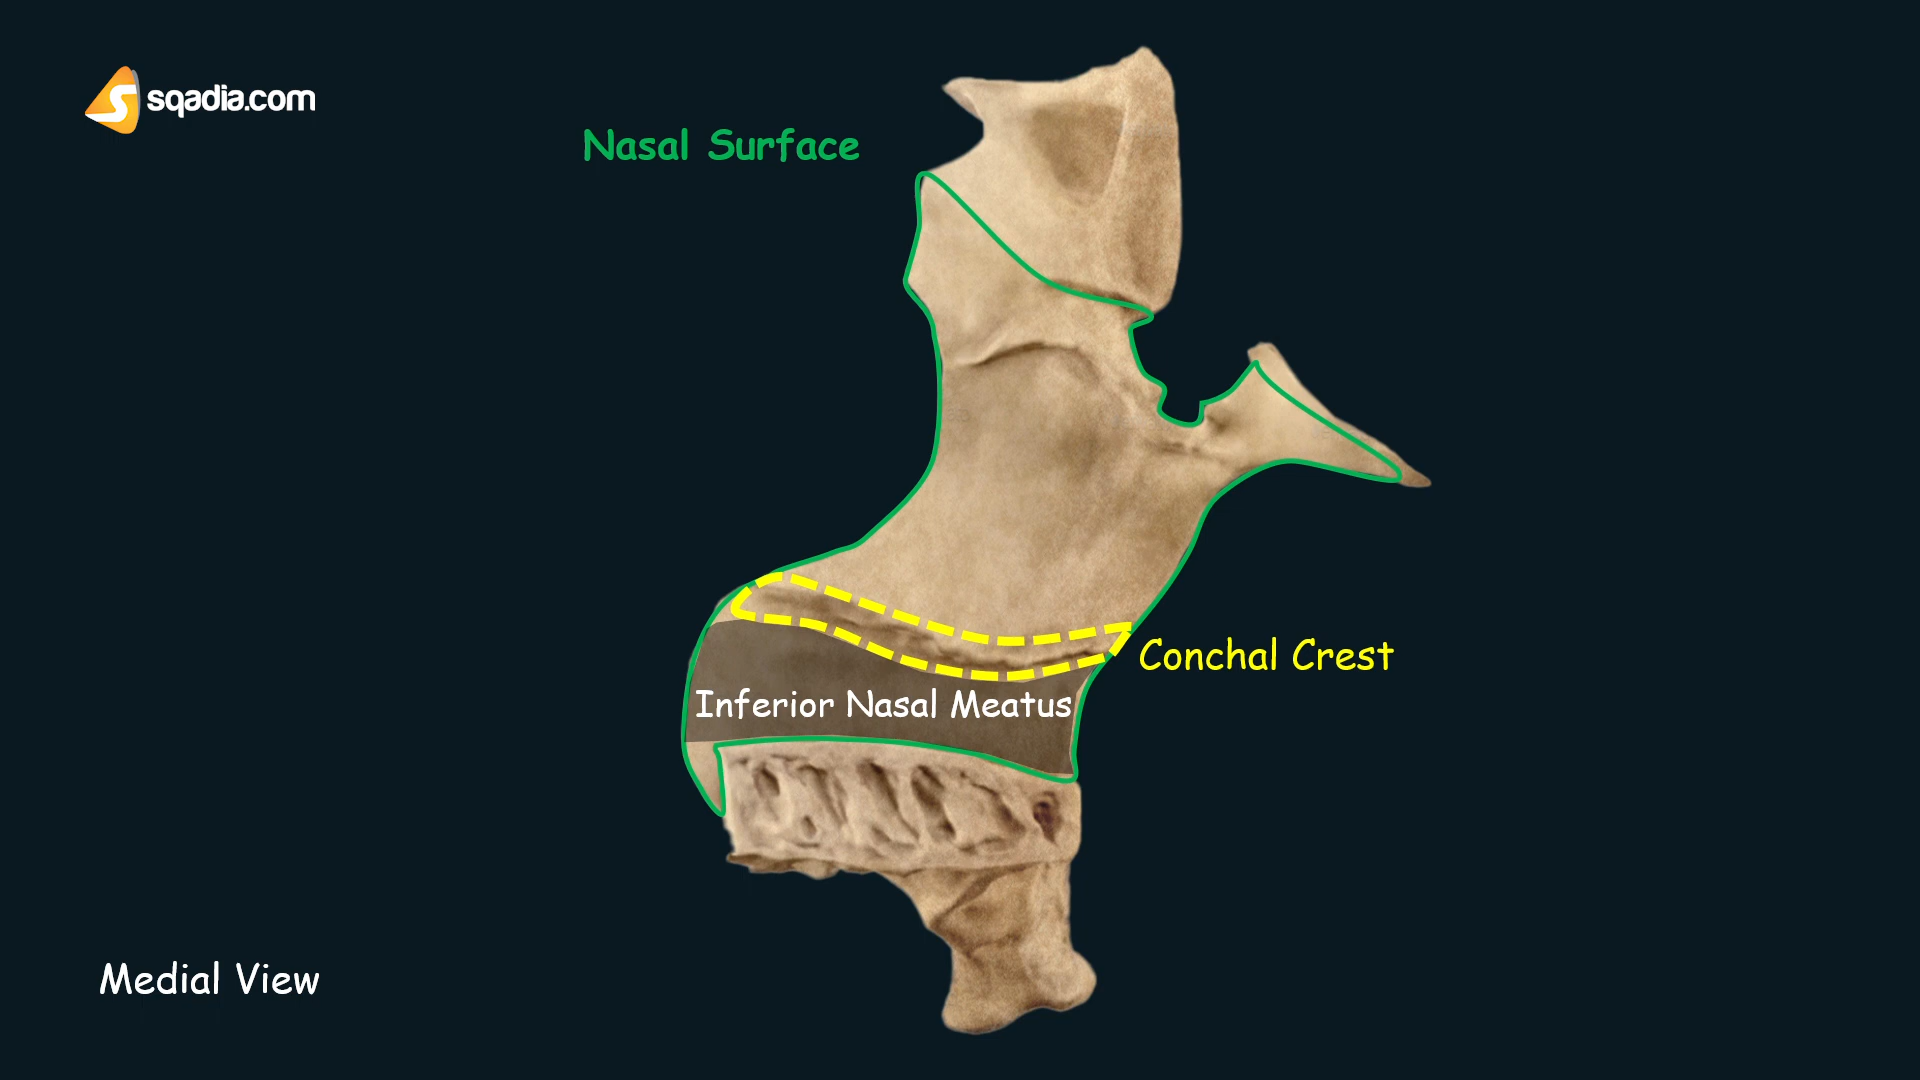 sqadia.com
Nasal Surface
Conchal Crest
Inferior Nasal Meatus
Medial View